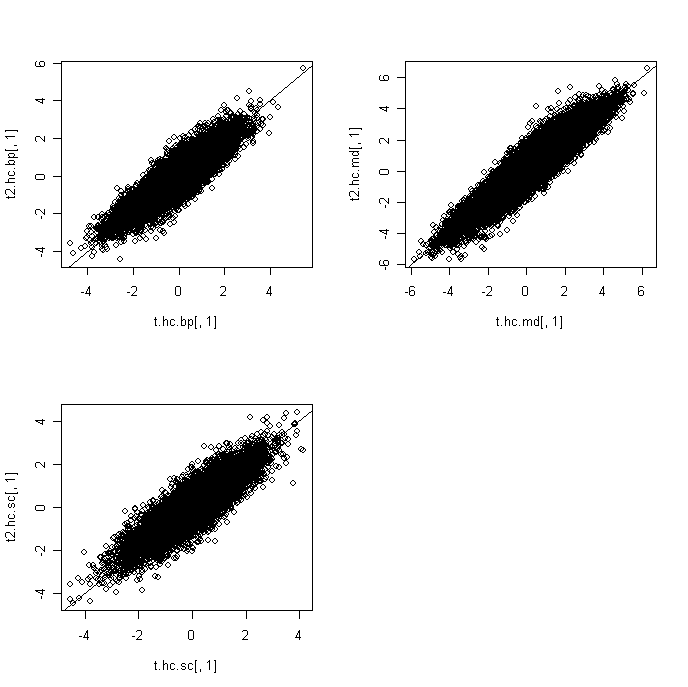 6
4
2
0
-2
-4
t2.hc.bp[, 1]
-4 -2 0 2 4
t.hc.bp[, 1]
6
4
2
0
-2
-4
-6
t2.hc.md[, 1]
-6 -4 -2 0 2 4 6
t.hc.md[, 1]
4
2
0
-2
-4
t2.hc.sc[, 1]
-4 -2 0 2 4
t.hc.sc[, 1]